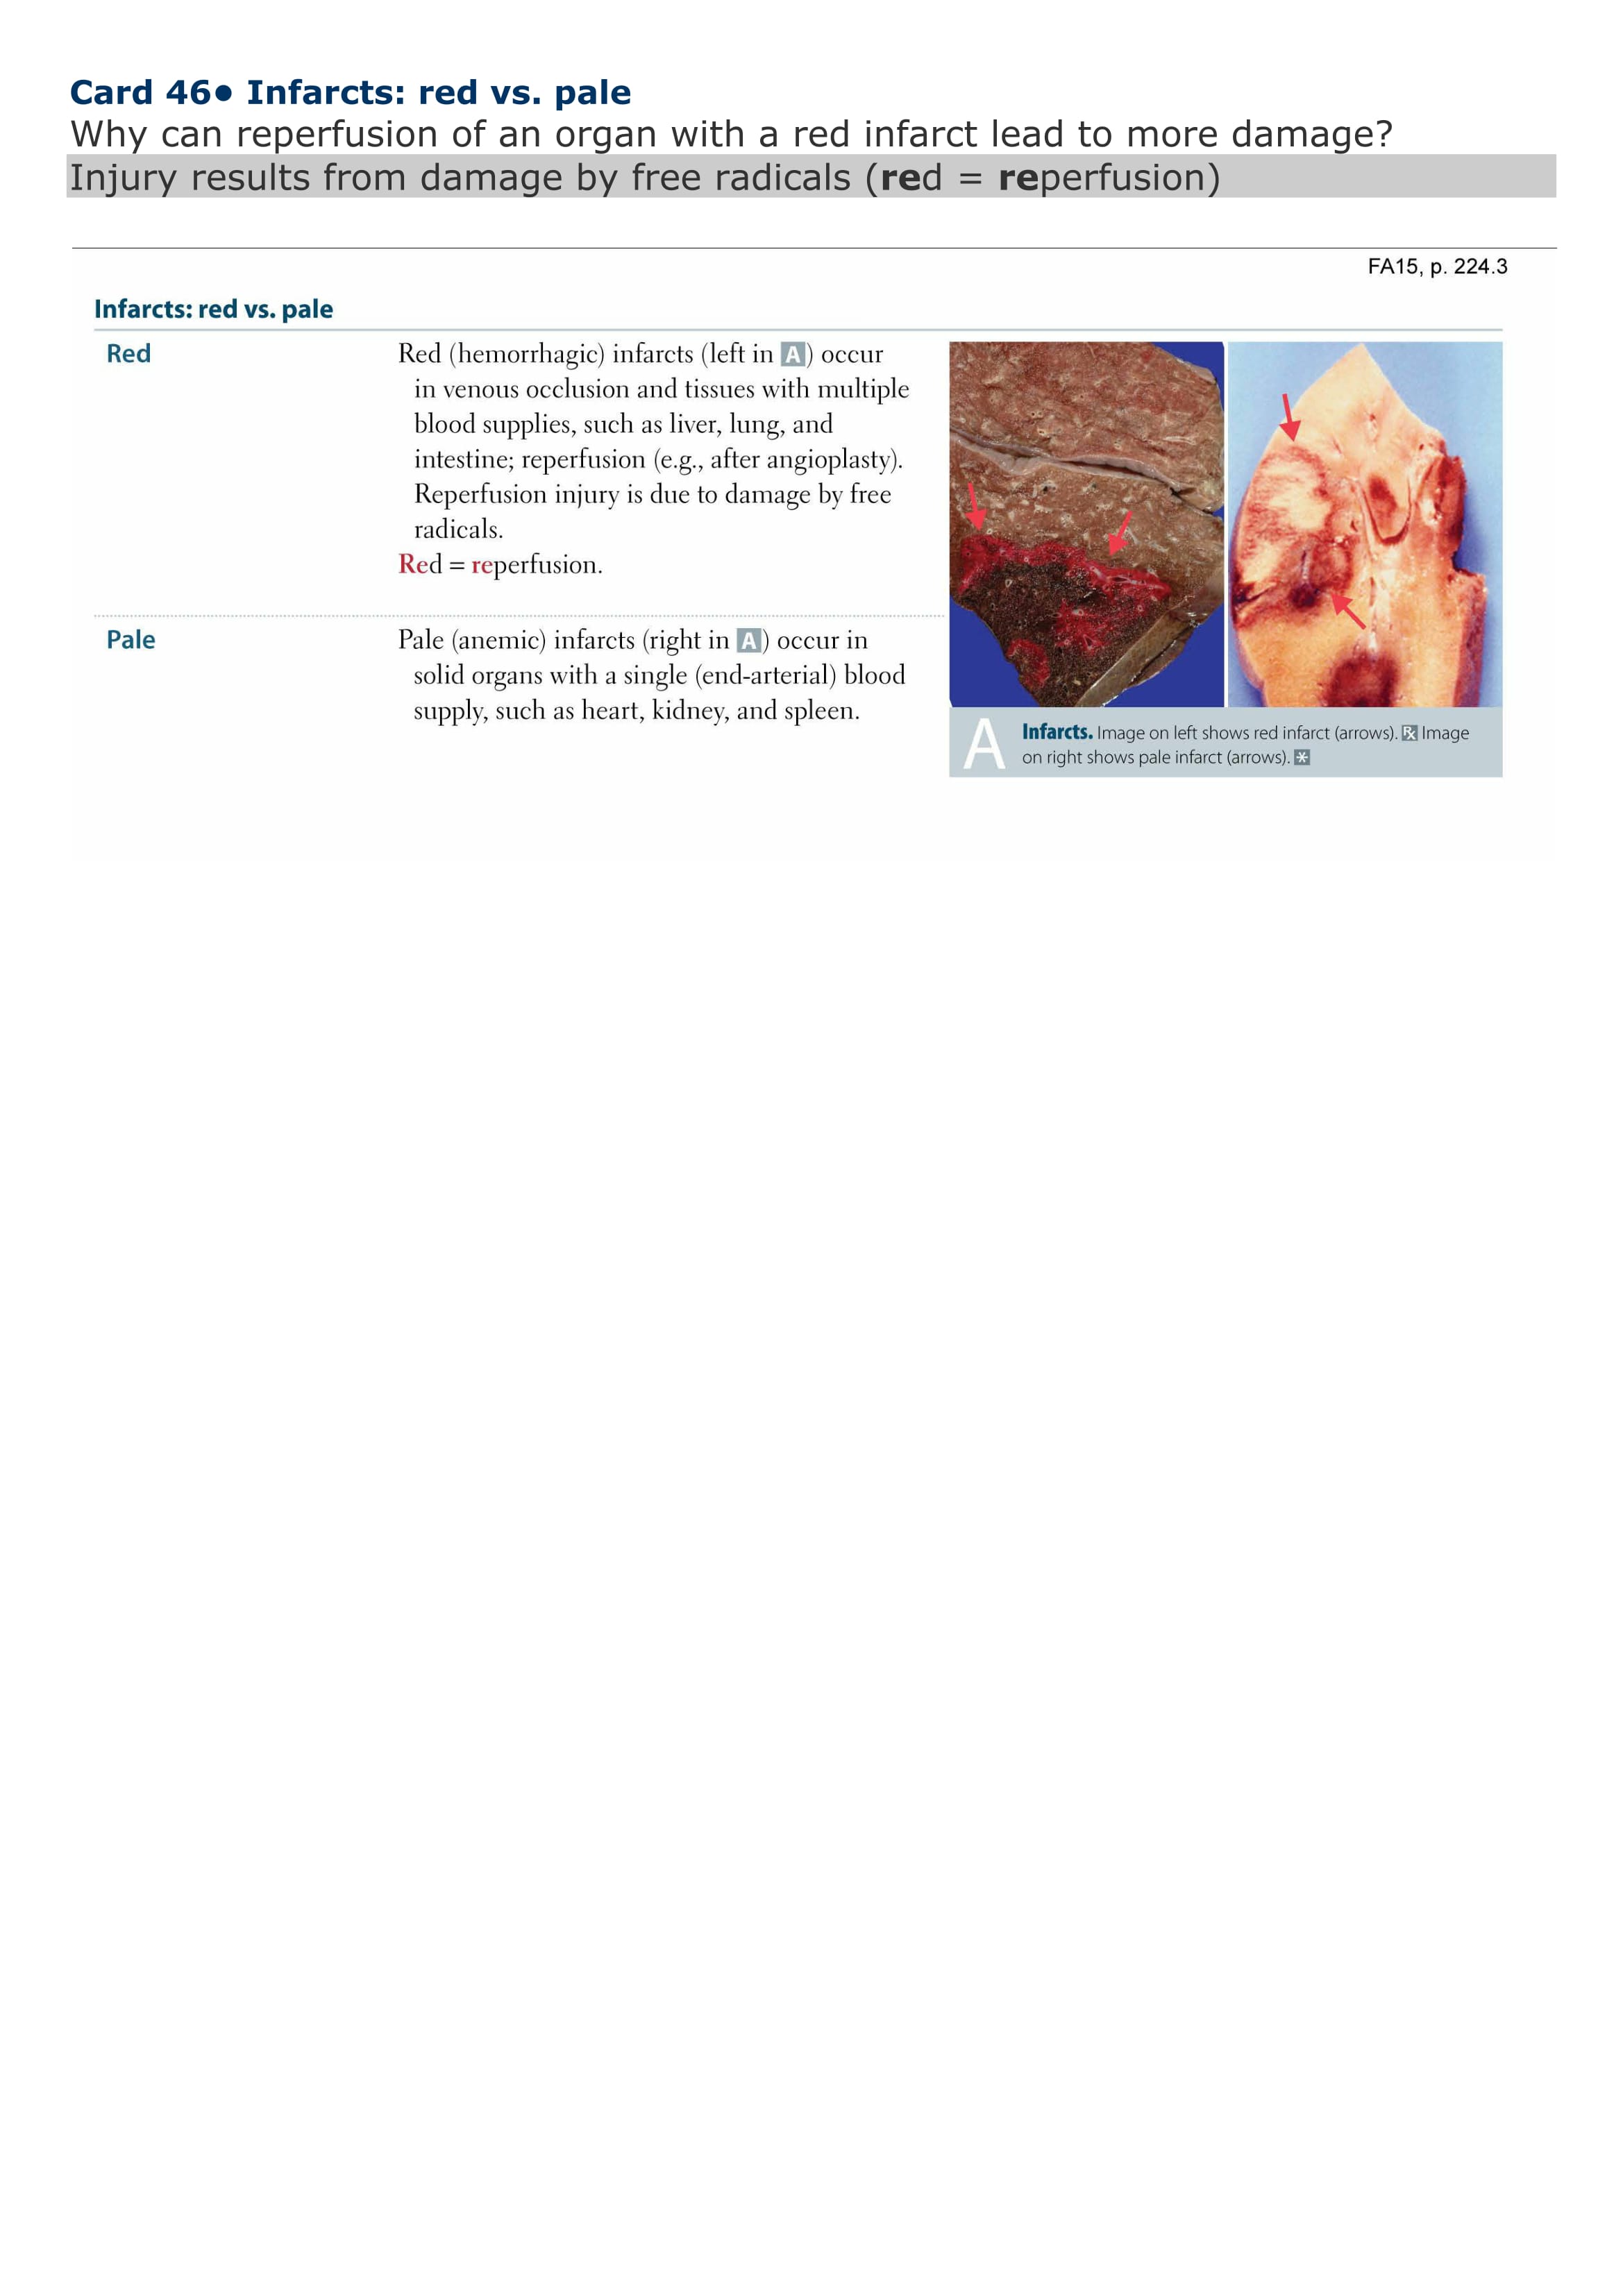 Card 46● Infarcts: red vs. pale
Why can reperfusion of an organ with a red infarct lead to more damage?
Injury results from damage by free radicals (red = reperfusion)
FA15, p. 224.3
Infarcts: red vs. pale
Red
Red (hemorrhagic) infarcts (left in A) occur
in venous occlusion and tissues with multiple
blood supplies, such as liver, lung, and
intestine; reperfusion (e.g., after angioplasty).
Reperfusion injury is due to damage by free
radicals.
Red = reperfusion.
Pale
Pale (anemic) infarcts (right in A) occur in
solid organs with a single (end-arterial) blood
supply, such as heart, kidney, and spleen.
A
Infarcts. Image on left shows red infarct (arrows). Rx Image
on right shows pale infarct (arrows). *